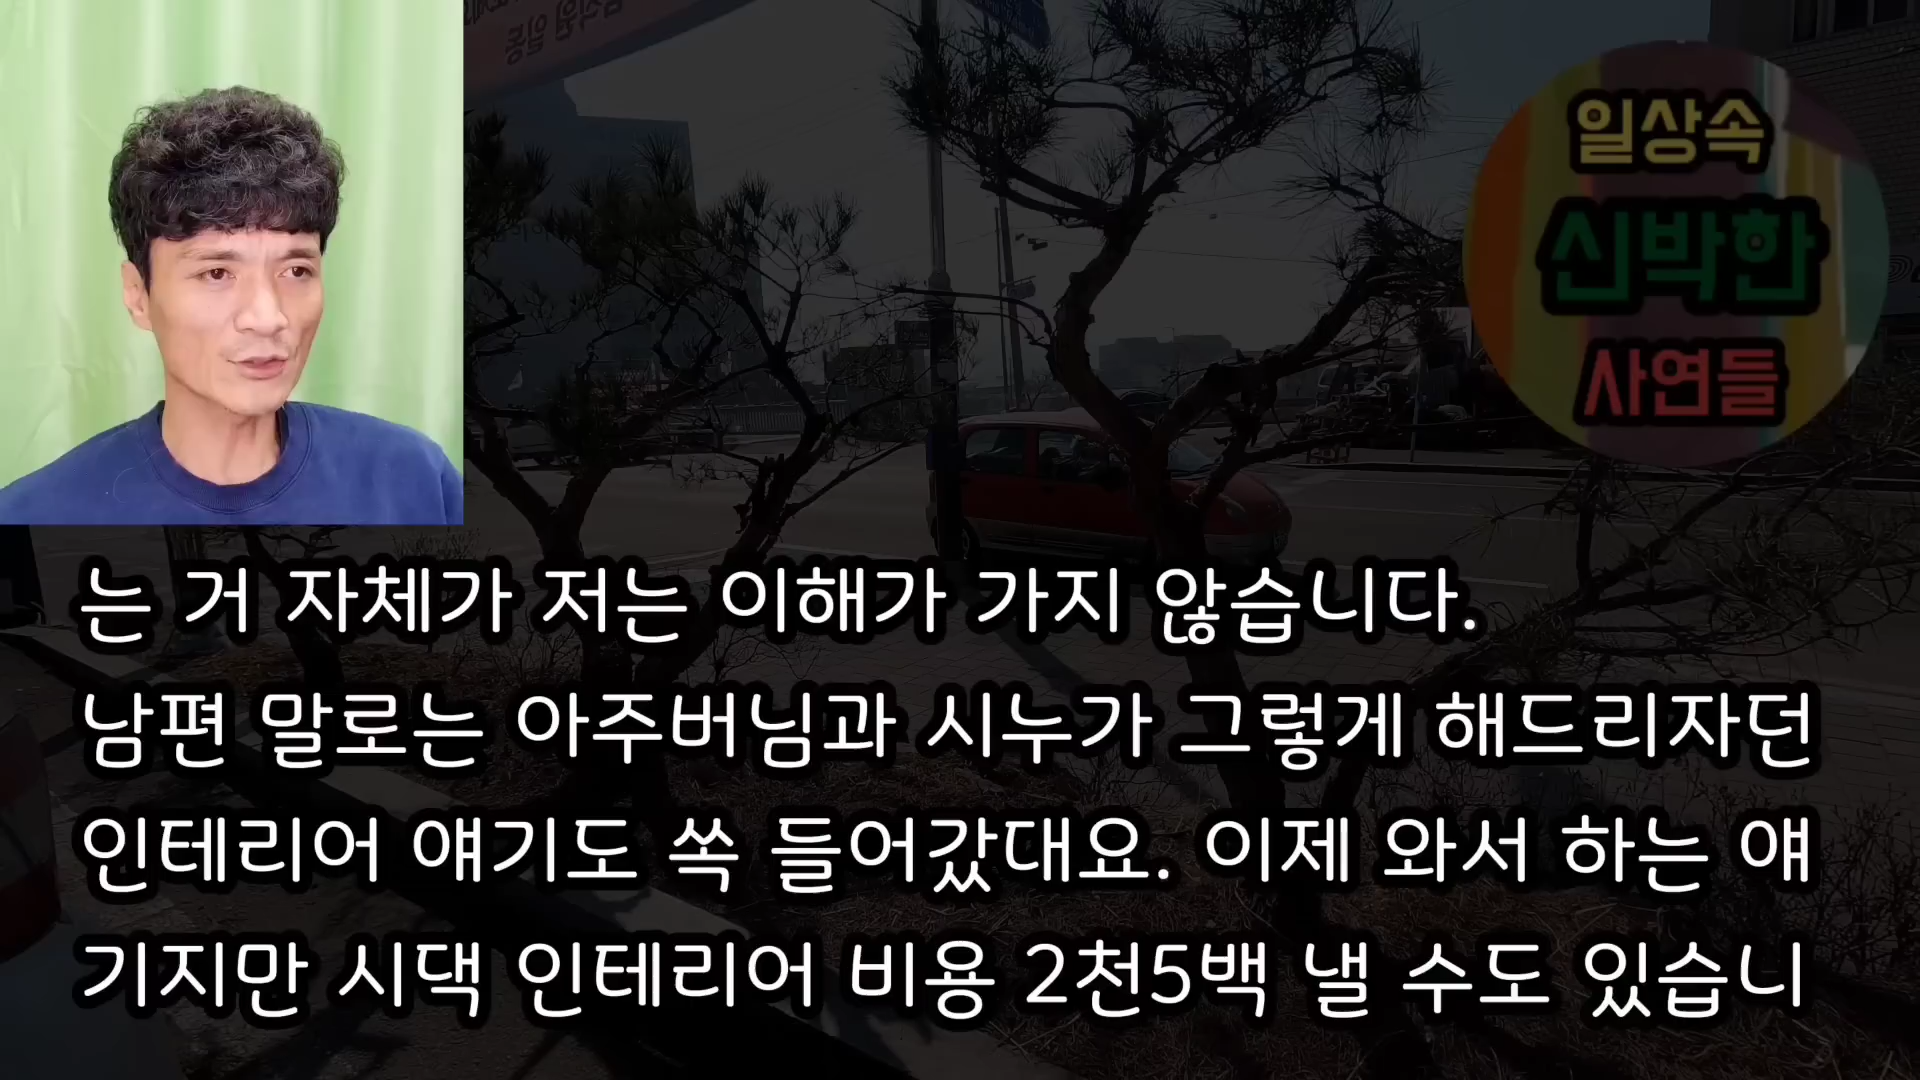 일상속
신박한
사연들
는 거 자체가 저는 이해가 가지 않습니다.
남편 말로는 아주버님과 시누가 그렇게 해드리자던
인테리어 얘기도 쏙 들어갔대요. 이제 와서 하는 얘
기지만 시댁 인테리어 비용 2천5백 낼 수도 있습니